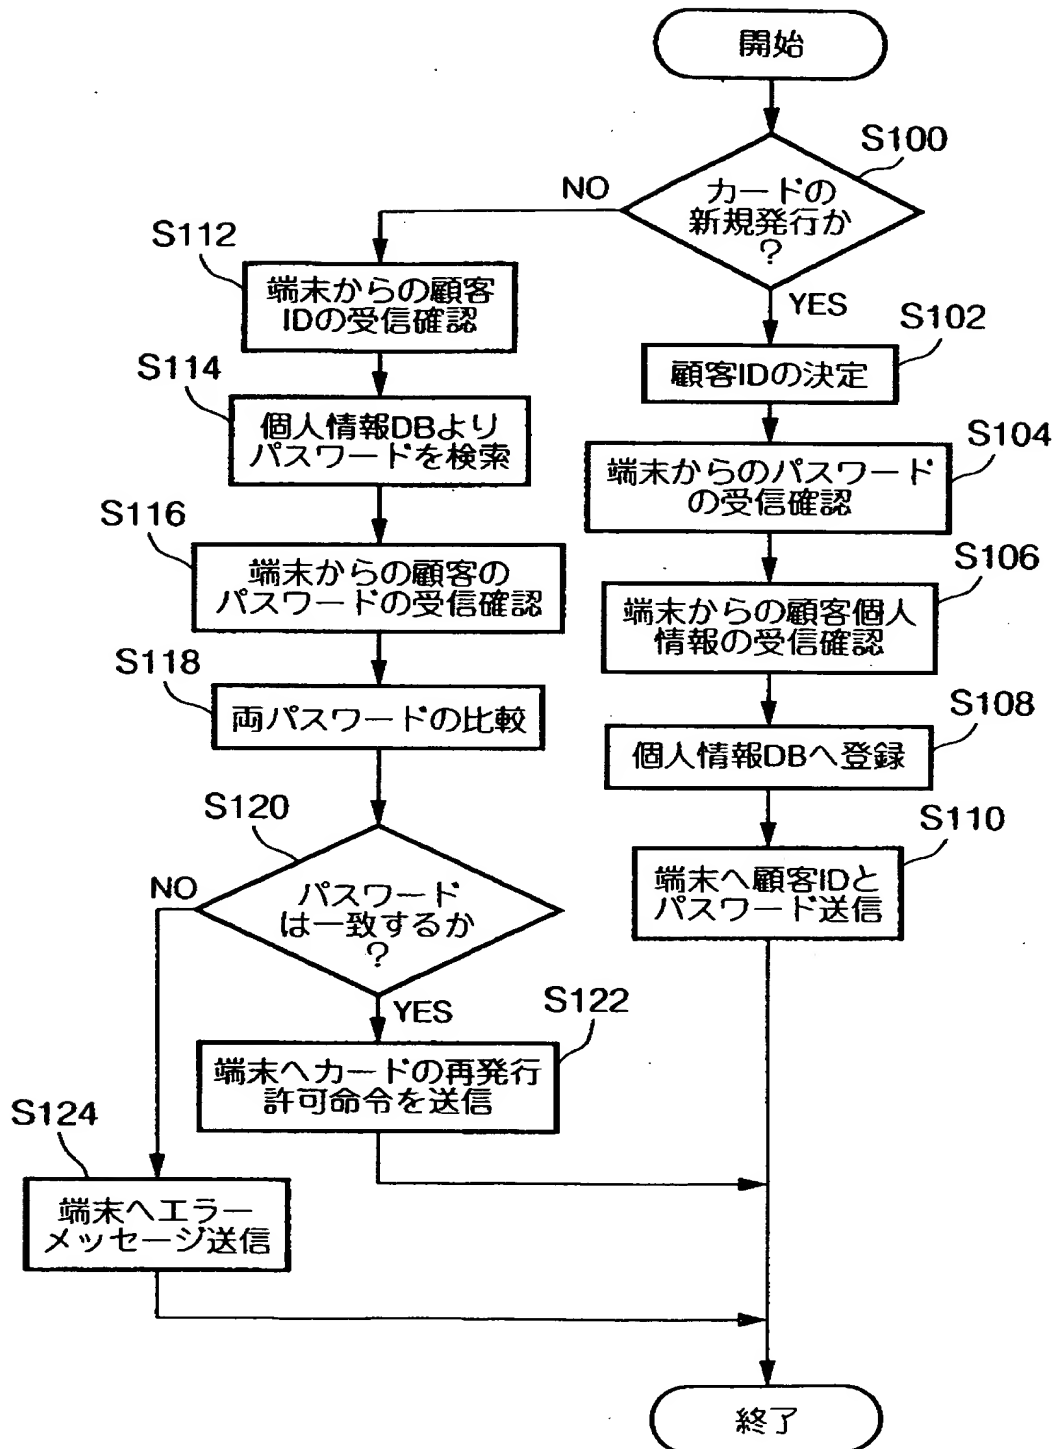 開始
S100
カードの
新規発行か
?
NO
YES
S112
端末からの顧客
IDの受信確認
S102
顧客IDの決定
S114
個人情報DBより
パスワードを検索
S104
端末からのパスワード
の受信確認
S116
端末からの顧客の
パスワードの受信確認
S106
端末からの顧客個人
情報の受信確認
S118
両パスワードの比較
S108
個人情報DBへ登録
S120
パスワード
は一致するか
?
NO
YES
S110
端末へ顧客IDと
パスワード送信
S122
端末へカードの再発行
許可命令を送信
S124
端末へエラー
メッセージ送信
終了